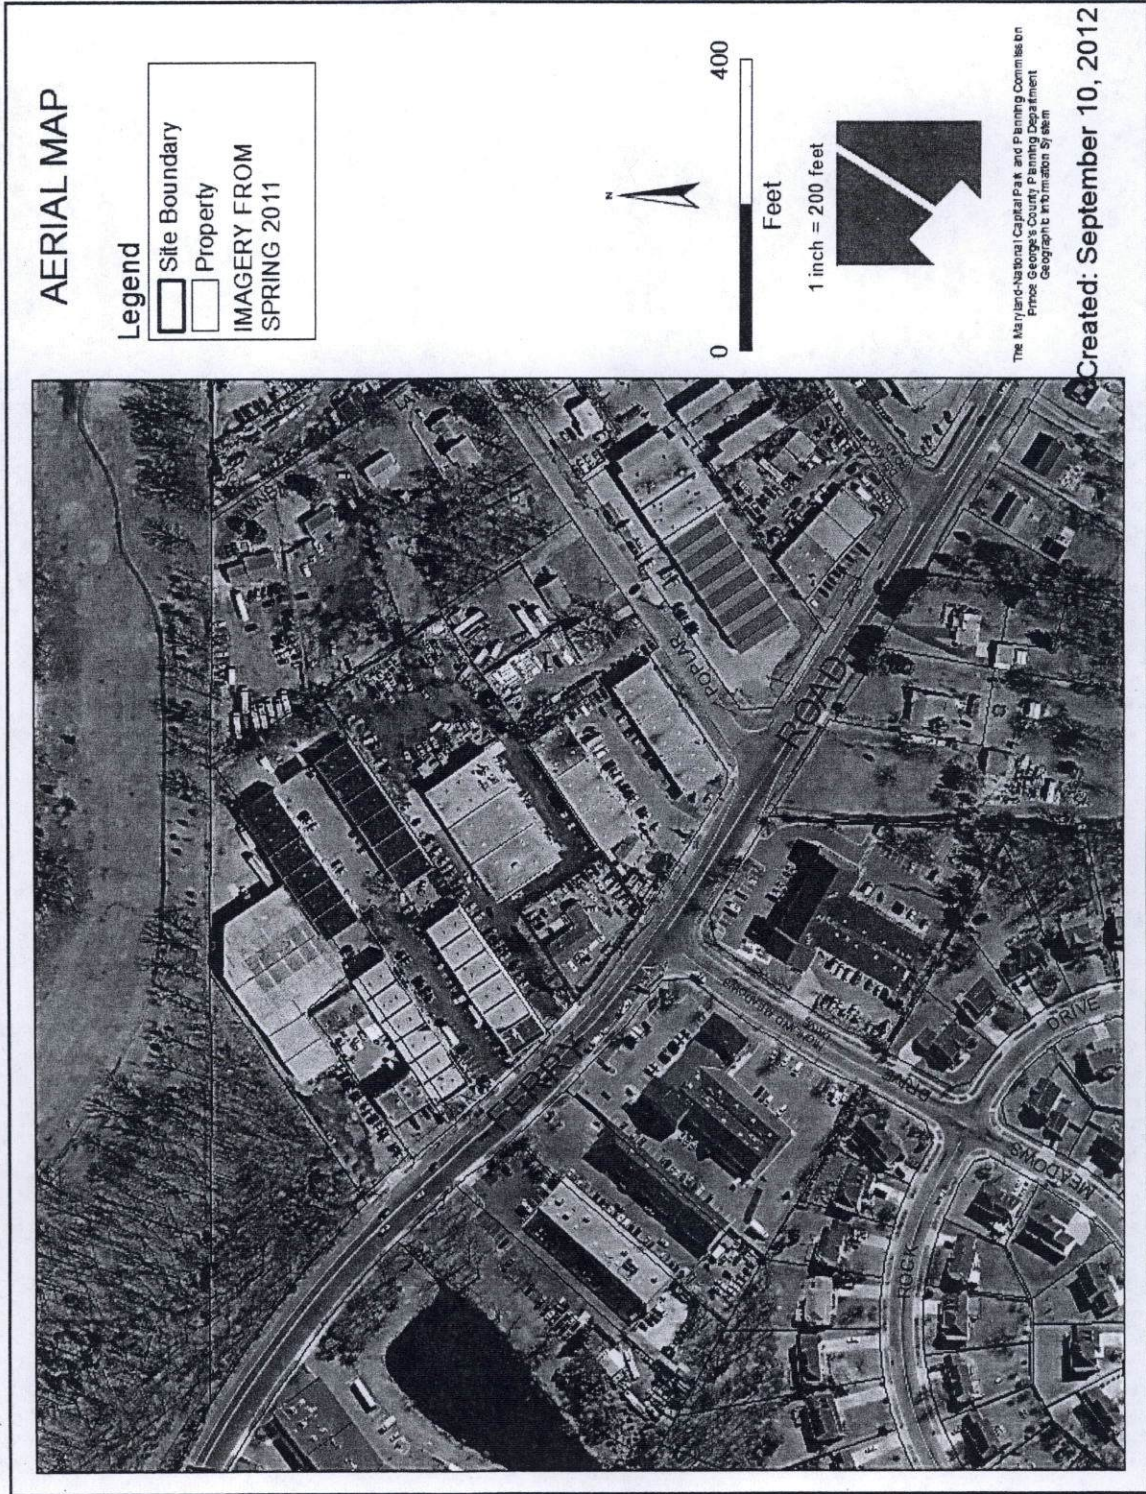 AERIAL MAP
Legend
Site Boundary
Property
IMAGERY FROM
SPRING 2011
N
0
400
Feet
1 inch = 200 feet
The Maryland-National Capital Park and Planning Commission
Prince George's County Planning Department
Geographic Information System
Created: September 10, 2012
POPLAR
ROAD
DRIVE
DRIVE
ROCK
MEADOWS